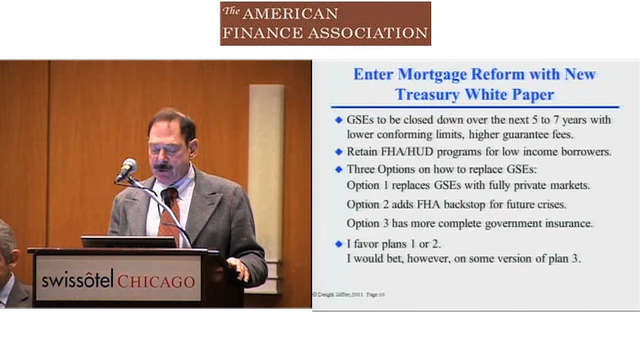 The AMERICAN
FINANCE ASSOCIATION
swissôtel CHICAGO
Enter Mortgage Reform with New
Treasury White Paper
GSEs to be closed down over the next 5 to 7 years with
lower conforming limits, higher guarantee fees.
Retain FHA/HUD programs for low income borrowers.
Three Options on how to replace GSEs:
Option 1 replaces GSEs with fully private markets.
Option 2 adds FHA backstop for future crises.
Option 3 has more complete government insurance.
I favor plans 1 or 2.
I would bet, however, on some version of plan 3.
2011 Page